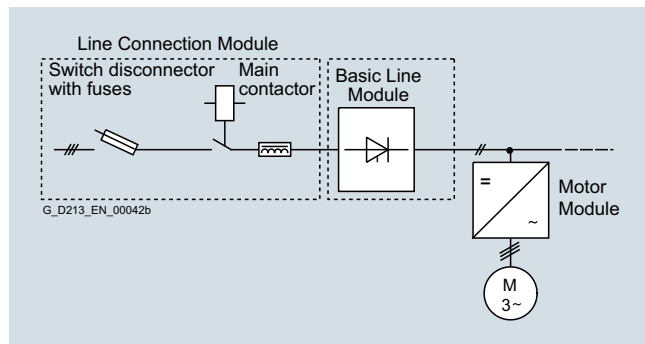 Line Connection Module
Switch disconnector
with fuses
Main
contactor
Basic Line
Module
G_D213_EN_00042b
=
~
Motor
Module
M
3~